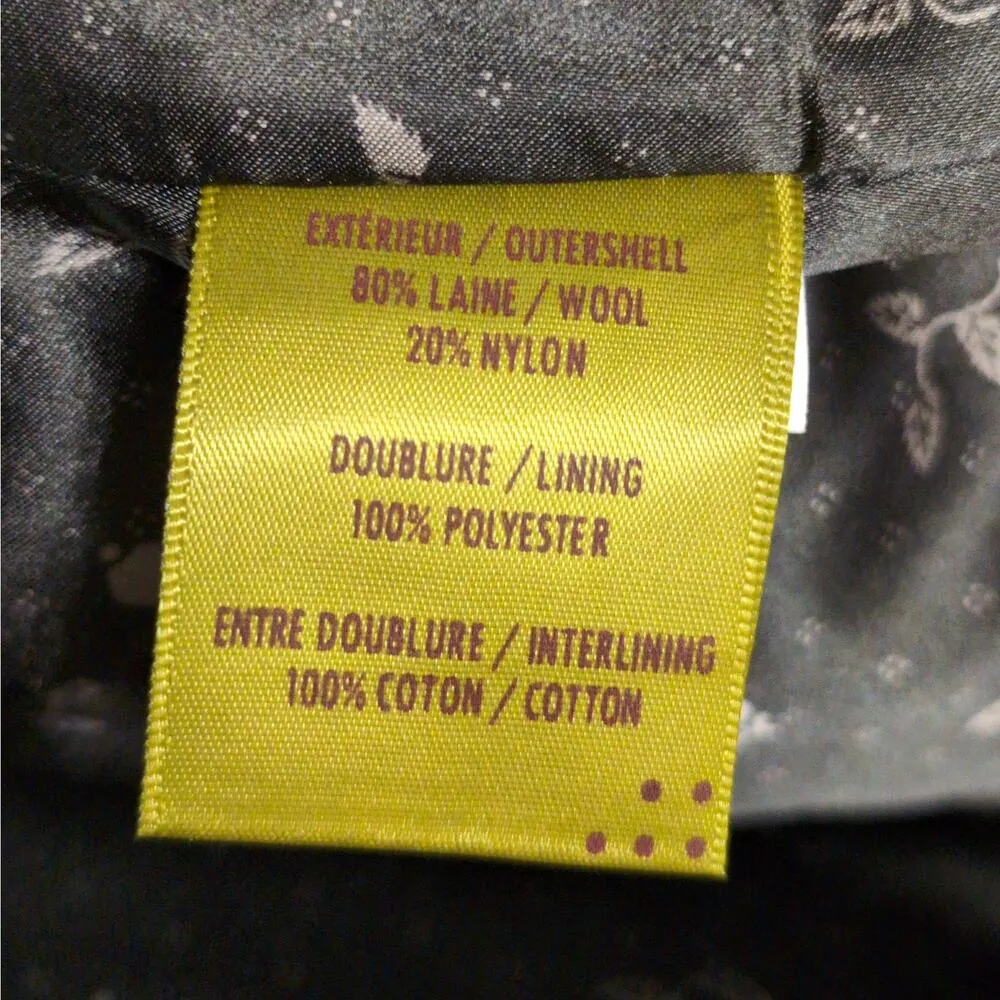 EXTÉRIEUR / OUTERSHELL
80% LAINE / WOOL
20% NYLON
DOUBLURE / LINING
100% POLYESTER
ENTRE DOUBLURE / INTERLINING
100% COTON / COTTON